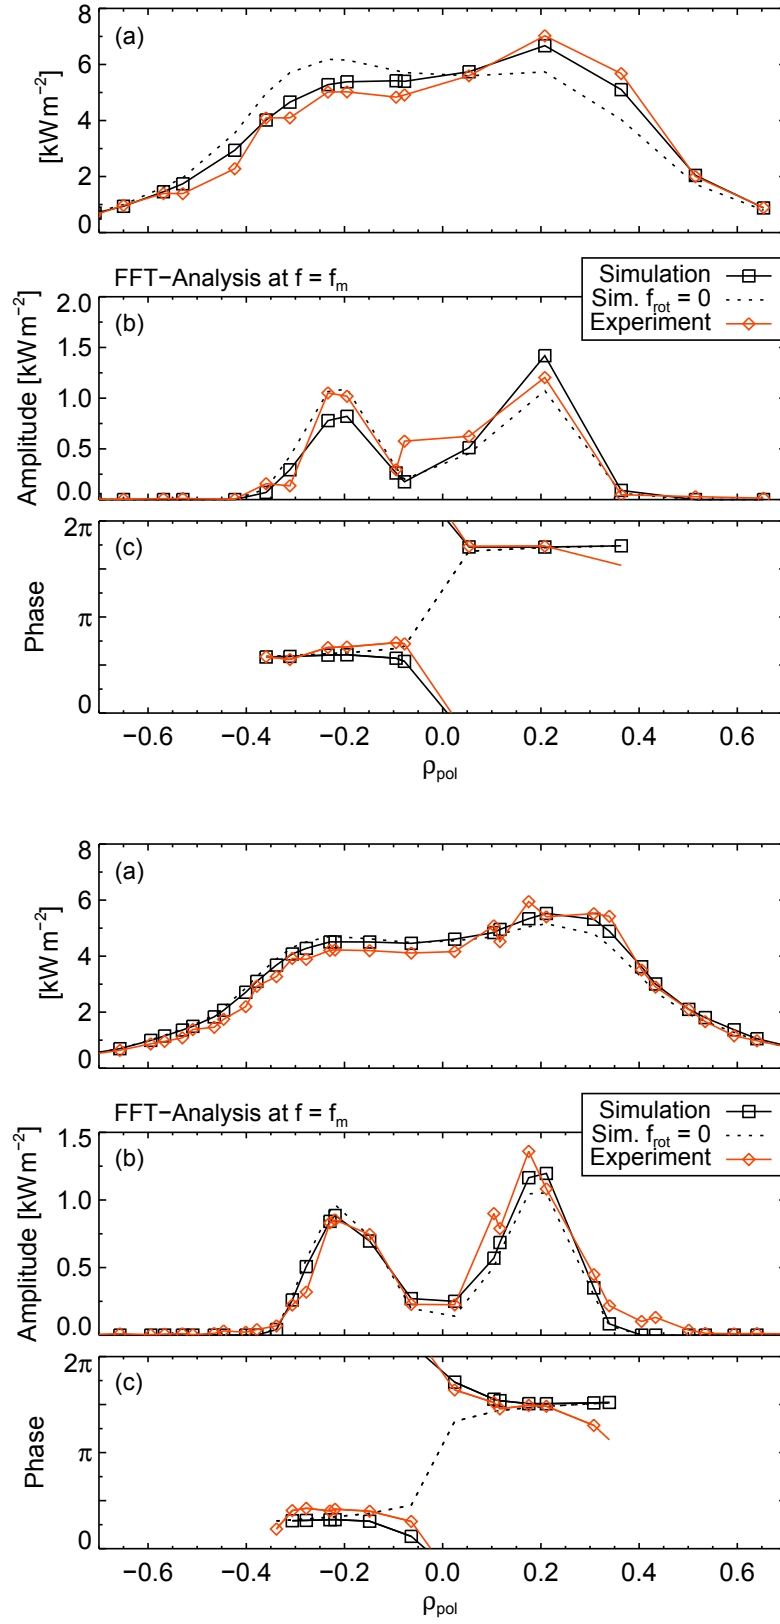 (a)
8
6
4
2
0
[kW m⁻²]
FFT−Analysis at f = fₘ
Simulation
Sim. f_rot = 0
Experiment
(b)
2.0
1.5
1.0
0.5
0.0
Amplitude [kW m⁻²]
(c)
2π
π
0
Phase
−0.6 −0.4 −0.2 0.0 0.2 0.4 0.6
ρ_pol
(a)
8
6
4
2
0
[kW m⁻²]
FFT−Analysis at f = fₘ
Simulation
Sim. f_rot = 0
Experiment
(b)
1.5
1.0
0.5
0.0
Amplitude [kW m⁻²]
(c)
2π
π
0
Phase
−0.6 −0.4 −0.2 0.0 0.2 0.4 0.6
ρ_pol